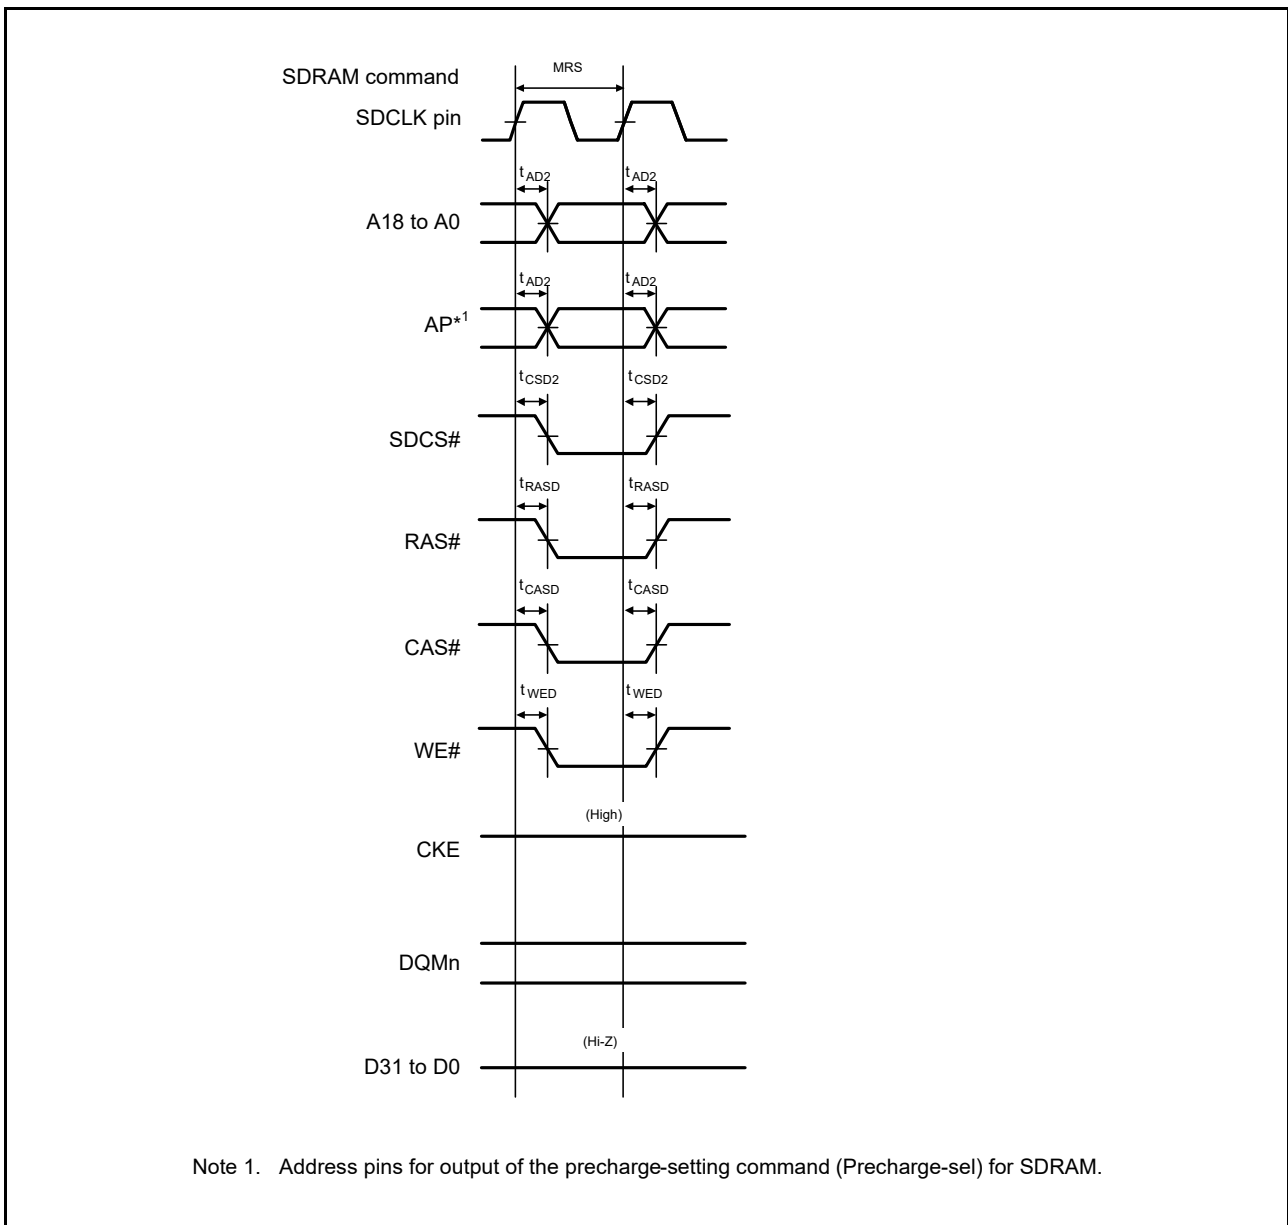 SDRAM command
MRS
SDCLK pin
tAD2 tAD2
A18 to A0
tAD2 tAD2
AP*1
tCSD2 tCSD2
SDCS#
tRASD tRASD
RAS#
tCASD tCASD
CAS#
tWED tWED
WE#
(High)
CKE
DQMn
(Hi-Z)
D31 to D0
Note 1. Address pins for output of the precharge-setting command (Precharge-sel) for SDRAM.